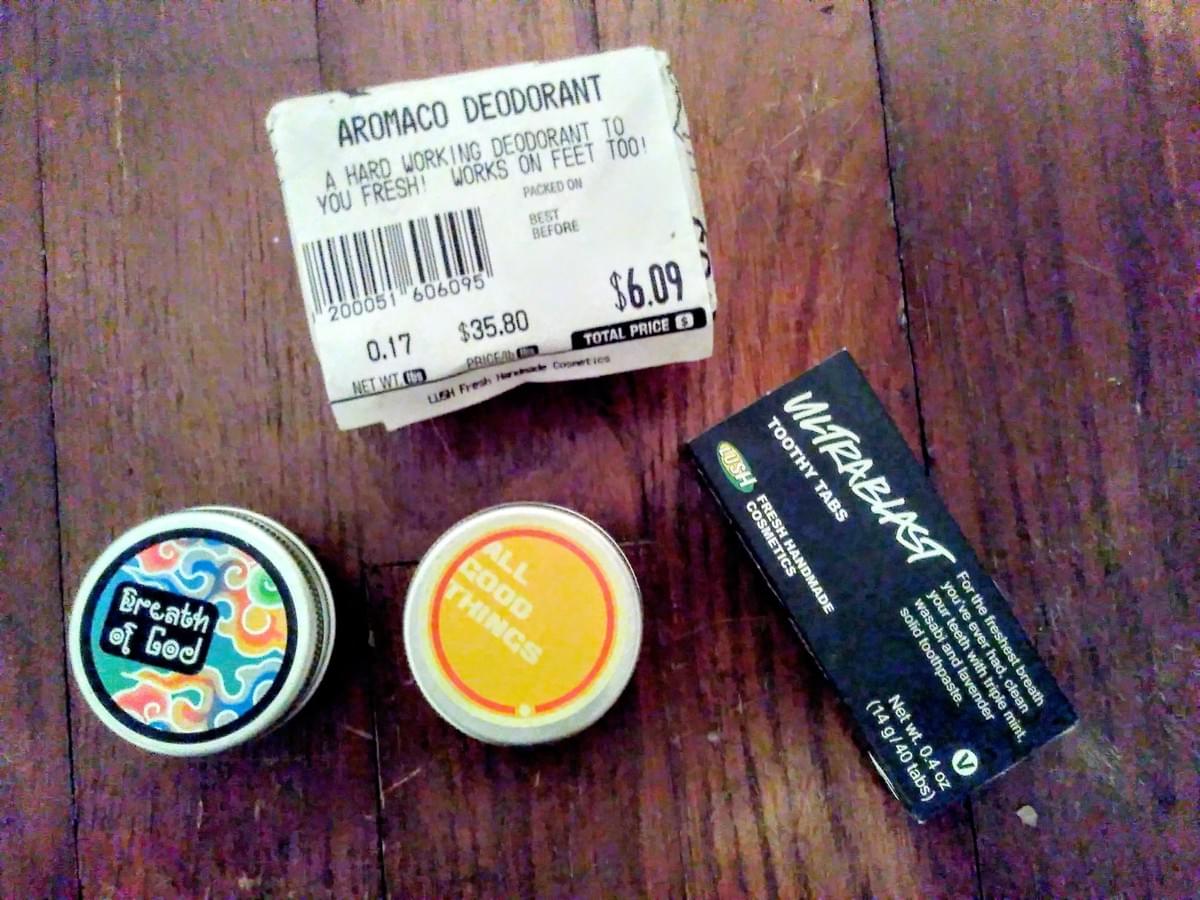 AROMACO DEODORANT
A HARD WORKING DEODORANT TO
YOU FRESH! WORKS ON FEET TOO!
PACKED ON
BEST
BEFORE
200051 606095
$6.09
0.17
$35.80
TOTAL PRICE $
NET WT. lbs
PRICE/lb lbs
LUSH Fresh Handmade Cosmetics
Breath
of God
ALL
GOOD
THINGS
ULTRABLAST
TOOTHY TABS
LUSH
FRESH HANDMADE
COSMETICS
For the freshest breath
you've ever had, clean
your teeth with triple mint,
wasabi and lavender
solid toothpaste.
Net wt. 0.4 oz
(14 g / 40 tabs)
V